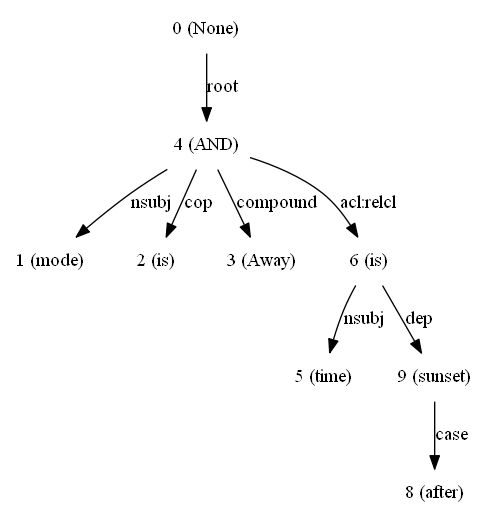 0 (None)
root
4 (AND)
nsubj cop compound acl:relcl
1 (mode) 2 (is) 3 (Away) 6 (is)
nsubj dep
5 (time) 9 (sunset)
case
8 (after)